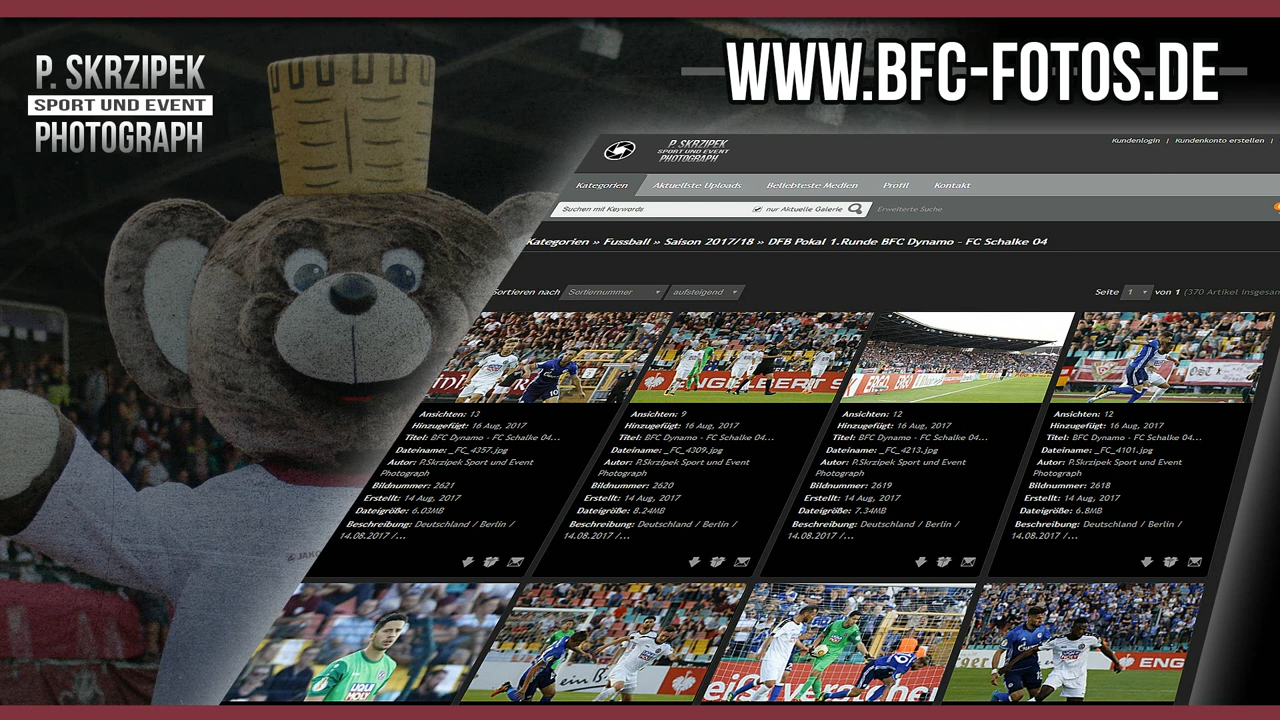 P. SKRZIPEK
SPORT UND EVENT
PHOTOGRAPH
WWW.BFC-FOTOS.DE
P. SKRZIPEK
SPORT UND EVENT
PHOTOGRAPH
Kundenlogin | Kundenkonto erstellen |
Kategorien Aktuellste Uploads Beliebteste Medien Profil Kontakt
Suchen mit Keywords nur Aktuelle Galerie Erweiterte Suche
Kategorien » Fussball » Saison 2017/18 » DFB Pokal 1.Runde BFC Dynamo - FC Schalke 04
Sortieren nach Sortiernummer aufsteigend Seite 1 von 1 (370 Artikel insgesam
Ansichten: 13
Hinzugefügt: 16 Aug, 2017
Titel: BFC Dynamo - FC Schalke 04...
Dateiname: _FC_4357.jpg
Autor: P.Skrzipek Sport und Event
Photograph
Bildnummer: 2621
Erstellt: 14 Aug, 2017
Dateigröße: 6.03MB
Beschreibung: Deutschland / Berlin /
14.08.2017 /...
Ansichten: 9
Hinzugefügt: 16 Aug, 2017
Titel: BFC Dynamo - FC Schalke 04...
Dateiname: _FC_4309.jpg
Autor: P.Skrzipek Sport und Event
Photograph
Bildnummer: 2620
Erstellt: 14 Aug, 2017
Dateigröße: 8.24MB
Beschreibung: Deutschland / Berlin /
14.08.2017 /...
Ansichten: 12
Hinzugefügt: 16 Aug, 2017
Titel: BFC Dynamo - FC Schalke 04...
Dateiname: _FC_4213.jpg
Autor: P.Skrzipek Sport und Event
Photograph
Bildnummer: 2619
Erstellt: 14 Aug, 2017
Dateigröße: 7.34MB
Beschreibung: Deutschland / Berlin /
14.08.2017 /...
Ansichten: 12
Hinzugefügt: 16 Aug, 2017
Titel: BFC Dynamo - FC Schalke 04...
Dateiname: _FC_4101.jpg
Autor: P.Skrzipek Sport und Event
Photograph
Bildnummer: 2618
Erstellt: 14 Aug, 2017
Dateigröße: 6.8MB
Beschreibung: Deutschland / Berlin /
14.08.2017 /...
JAKO
LIQUI
MOLY
ein B
ENG